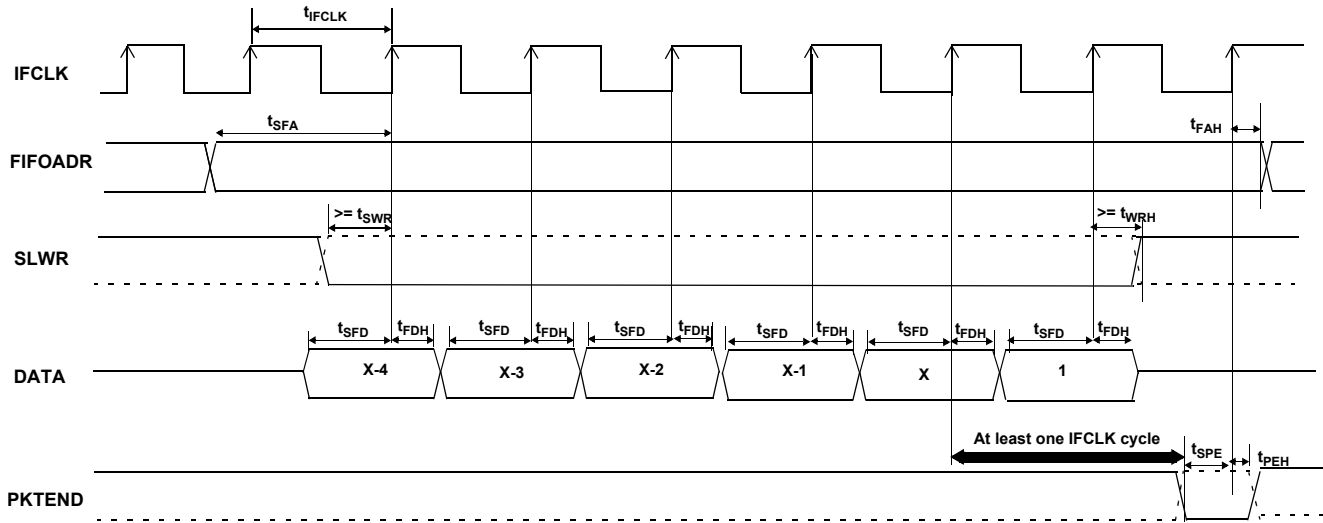 tIFCLK
IFCLK
tSFA
tFAH
FIFOADR
>= tSWR
>= tWRH
SLWR
tSFD tFDH tSFD tFDH tSFD tFDH tSFD tFDH tSFD tFDH tSFD tFDH
DATA X-4 X-3 X-2 X-1 X 1
At least one IFCLK cycle
tSPE
tPEH
PKTEND